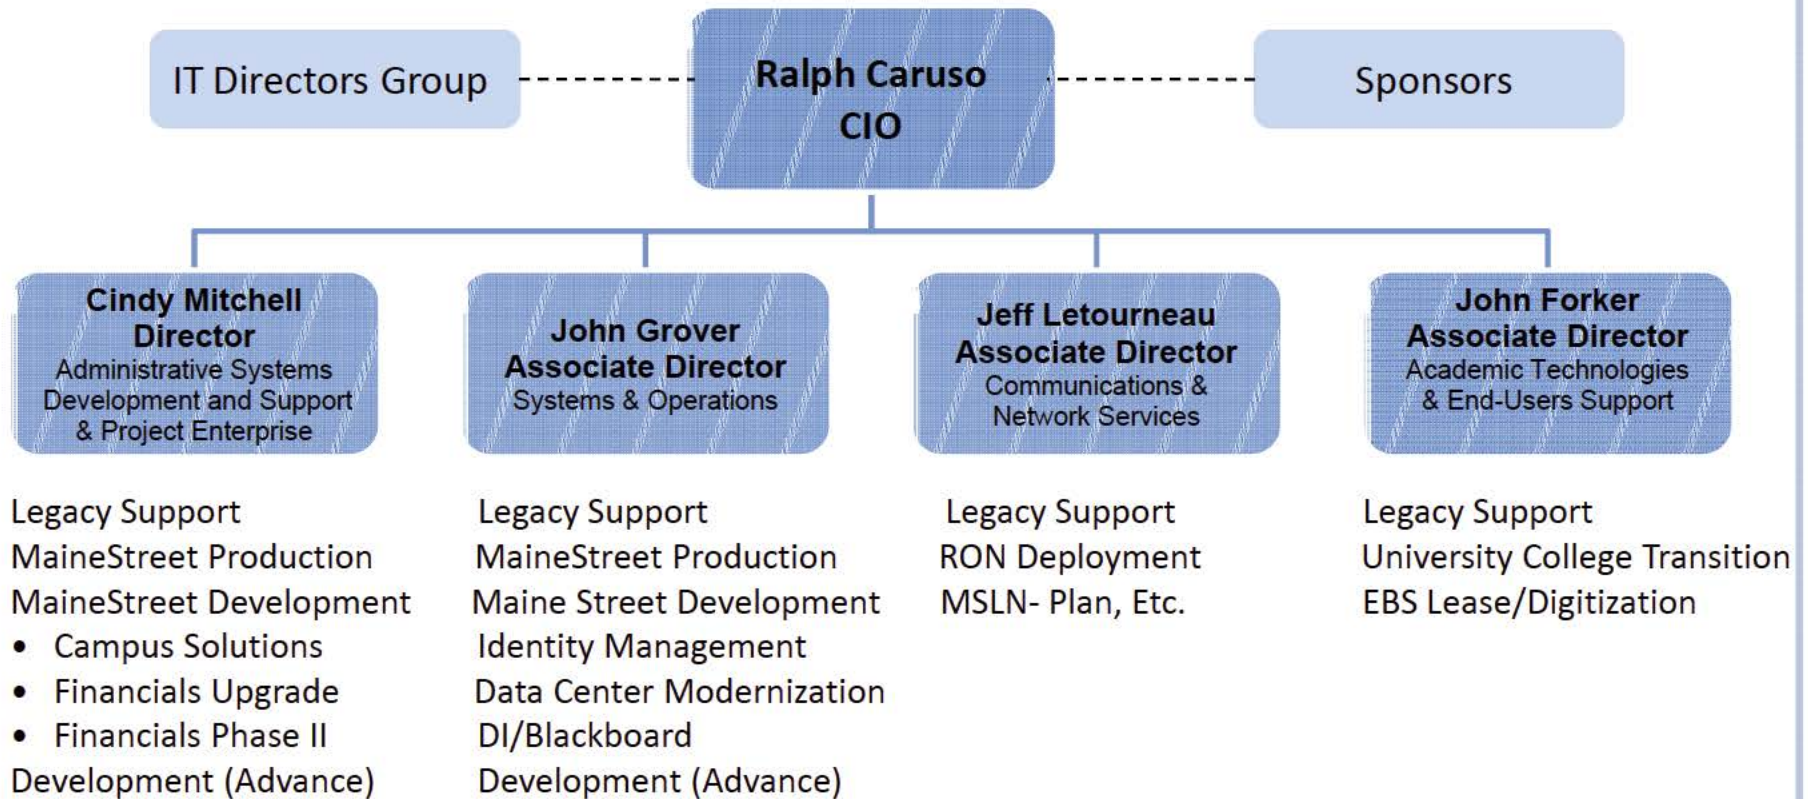 IT Directors Group
Ralph Caruso
CIO
Sponsors
Cindy Mitchell
Director
Administrative Systems
Development and Support
& Project Enterprise
John Grover
Associate Director
Systems & Operations
Jeff Letourneau
Associate Director
Communications &
Network Services
John Forker
Associate Director
Academic Technologies
& End-Users Support
Legacy Support
MaineStreet Production
MaineStreet Development
• Campus Solutions
• Financials Upgrade
• Financials Phase II
Development (Advance)
Legacy Support
MaineStreet Production
Maine Street Development
Identity Management
Data Center Modernization
DI/Blackboard
Development (Advance)
Legacy Support
RON Deployment
MSLN- Plan, Etc.
Legacy Support
University College Transition
EBS Lease/Digitization